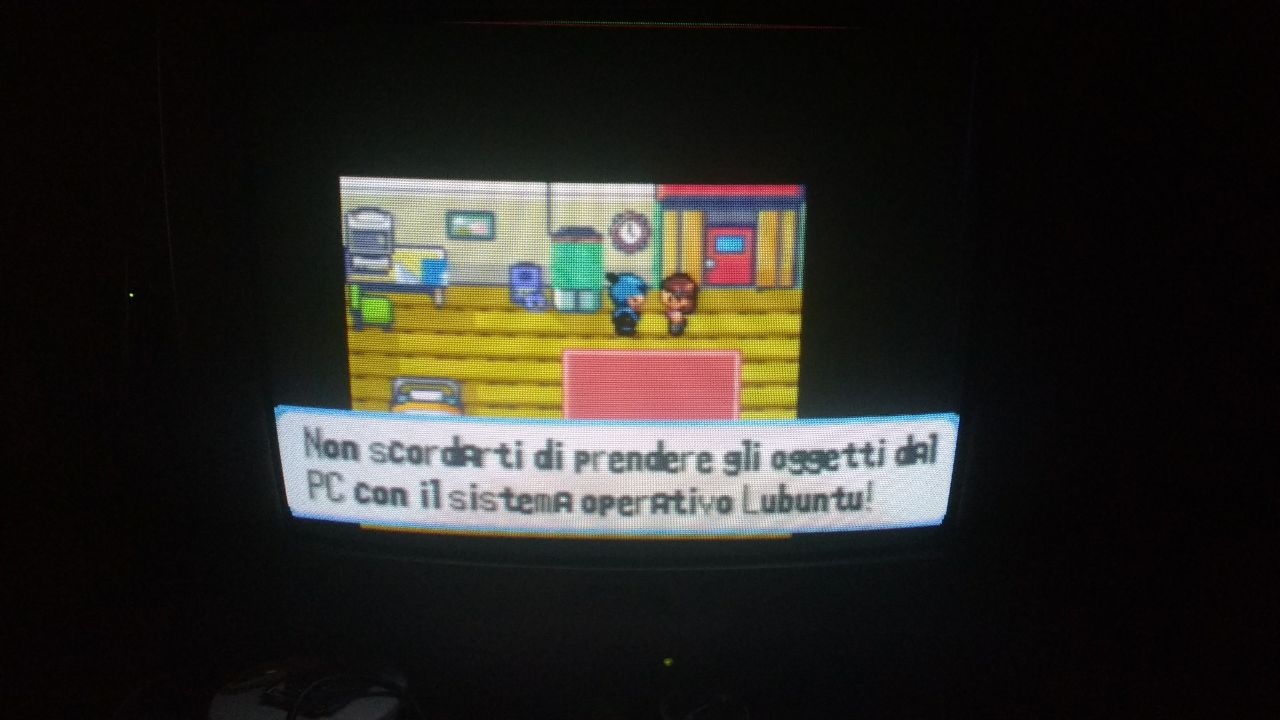 Non scordarti di prendere gli oggetti dal
PC con il sistema operativo Lubuntu!